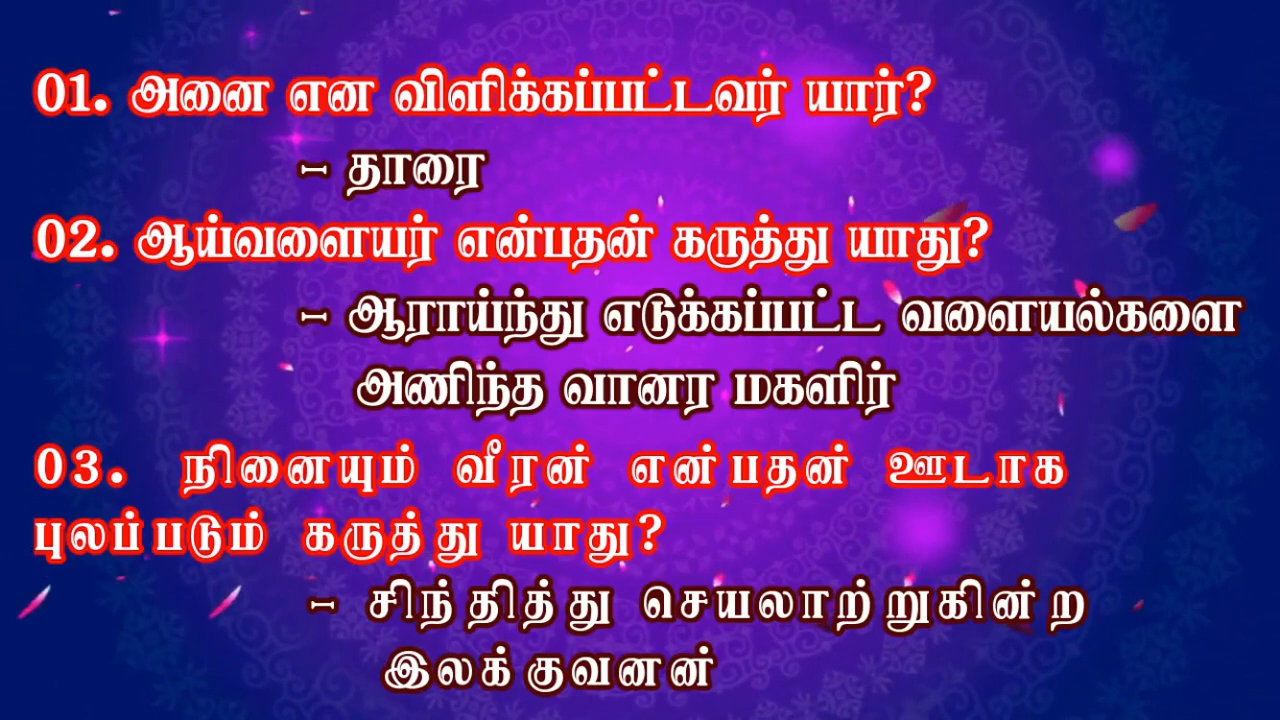 01. அனை என விளிக்கப்பட்டவர் யார்?
- தாரை
02. ஆய்வளையர் என்பதன் கருத்து யாது?
- ஆராய்ந்து எடுக்கப்பட்ட வளையல்களை
அணிந்த வானர மகளிர்
03. நினையும் வீரன் என்பதன் ஊடாக
புலப்படும் கருத்து யாது?
- சிந்தித்து செயலாற்றுகின்ற
இலக்குவனன்